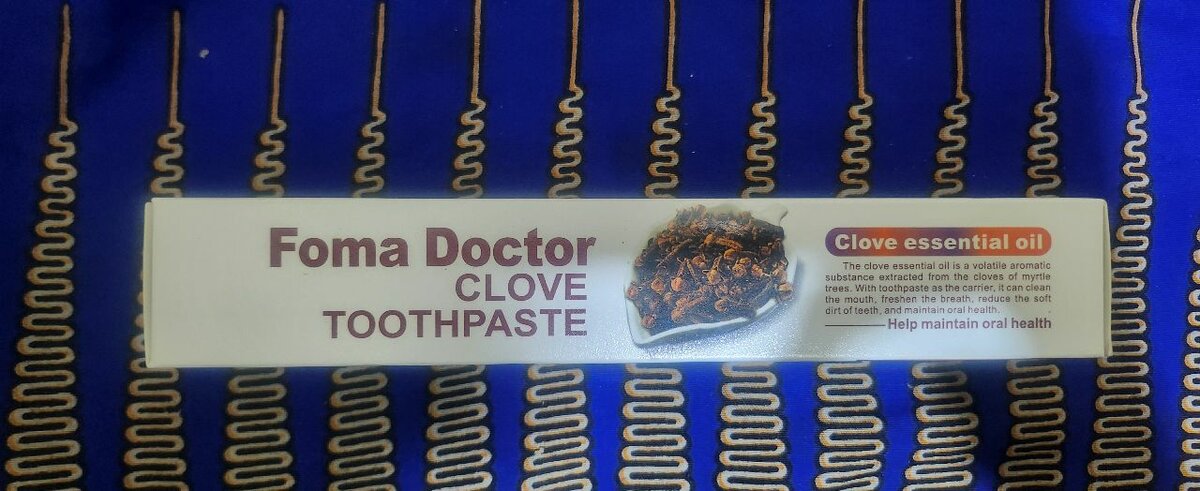 Foma Doctor
CLOVE
TOOTHPASTE
Clove essential oil
The clove essential oil is a volatile aromatic
substance extracted from the cloves of myrtle
trees. With toothpaste as the carrier, it can clean
the mouth, freshen the breath, reduce the soft
dirt of teeth, and maintain oral health.
Help maintain oral health